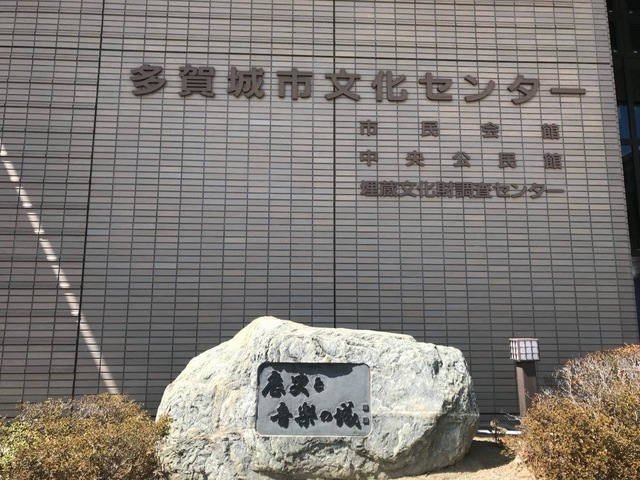 多賀城市文化センター
市民会館
中央公民館
埋蔵文化財調査センター
歴史と
音楽の城